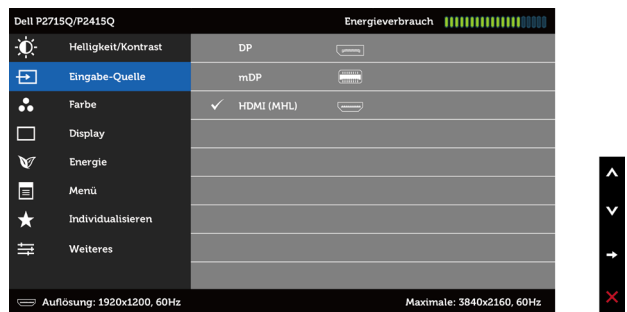 Dell P2715Q/P2415Q Energieverbrauch
Helligkeit/Kontrast DP
Eingabe-Quelle mDP
Farbe HDMI (MHL)
Display
Energie
Menü
Individualisieren
Weiteres
Auflösung: 1920x1200, 60Hz Maximale: 3840x2160, 60Hz